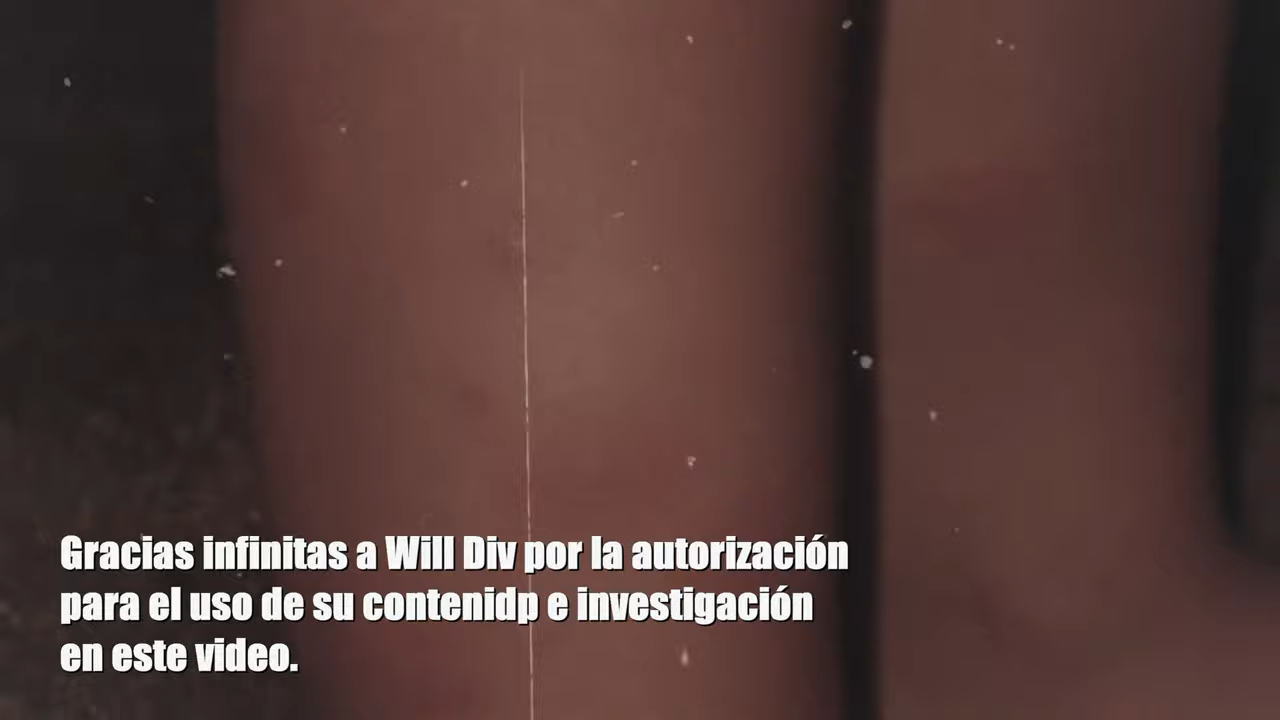 Gracias infinitas a Will Div por la autorización
para el uso de su contenidp e investigación
en este video.